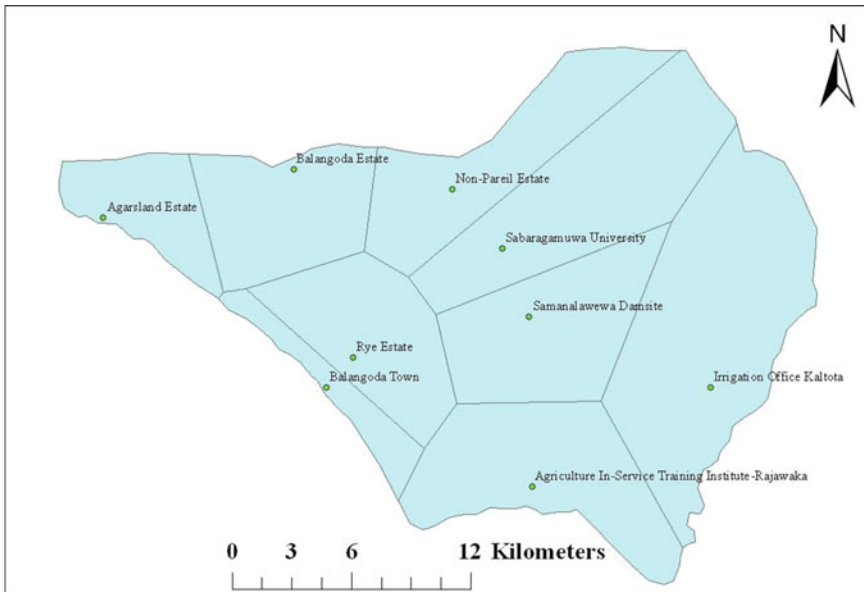 N
Balangoda Estate
Non-Pareil Estate
Agarsland Estate
Sabaragamuwa University
Samanalawewa Damsite
Rye Estate
Balangoda Town
Irrigation Office Kaltota
Agriculture In-Service Training Institute-Rajawaka
0 3 6 12 Kilometers